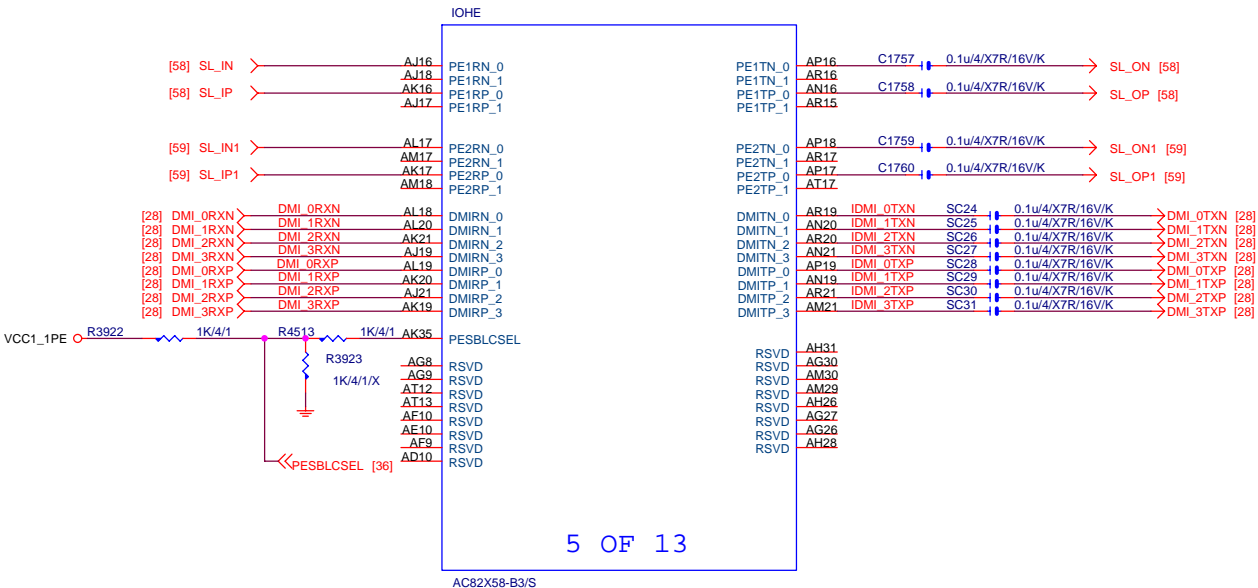 IOHE
[58] SL_IN AJ16 PE1RN_0 PE1TN_0 AP16 C1757 0.1u/4/X7R/16V/K SL_ON [58]
AJ18 PE1RN_1 PE1TN_1 AR16
[58] SL_IP AK16 PE1RP_0 PE1TP_0 AN16 C1758 0.1u/4/X7R/16V/K SL_OP [58]
AJ17 PE1RP_1 PE1TP_1 AR15
[59] SL_IN1 AL17 PE2RN_0 PE2TN_0 AP18 C1759 0.1u/4/X7R/16V/K SL_ON1 [59]
AM17 PE2RN_1 PE2TN_1 AR17
[59] SL_IP1 AK17 PE2RP_0 PE2TP_0 AP17 C1760 0.1u/4/X7R/16V/K SL_OP1 [59]
AM18 PE2RP_1 PE2TP_1 AT17
[28] DMI_0RXN DMI_0RXN AL18 DMIRN_0 DMITN_0 AR19 IDMI_0TXN SC24 0.1u/4/X7R/16V/K DMI_0TXN [28]
[28] DMI_1RXN DMI_1RXN AL20 DMIRN_1 DMITN_1 AN20 IDMI_1TXN SC25 0.1u/4/X7R/16V/K DMI_1TXN [28]
[28] DMI_2RXN DMI_2RXN AK21 DMIRN_2 DMITN_2 AR20 IDMI_2TXN SC26 0.1u/4/X7R/16V/K DMI_2TXN [28]
[28] DMI_3RXN DMI_3RXN AJ19 DMIRN_3 DMITN_3 AN21 IDMI_3TXN SC27 0.1u/4/X7R/16V/K DMI_3TXN [28]
[28] DMI_0RXP DMI_0RXP AL19 DMIRP_0 DMITP_0 AP19 IDMI_0TXP SC28 0.1u/4/X7R/16V/K DMI_0TXP [28]
[28] DMI_1RXP DMI_1RXP AK20 DMIRP_1 DMITP_1 AN19 IDMI_1TXP SC29 0.1u/4/X7R/16V/K DMI_1TXP [28]
[28] DMI_2RXP DMI_2RXP AJ21 DMIRP_2 DMITP_2 AR21 IDMI_2TXP SC30 0.1u/4/X7R/16V/K DMI_2TXP [28]
[28] DMI_3RXP DMI_3RXP AK19 DMIRP_3 DMITP_3 AM21 IDMI_3TXP SC31 0.1u/4/X7R/16V/K DMI_3TXP [28]
VCC1_1PE R3922 1K/4/1 R4513 1K/4/1 AK35 PESBLCSEL
R3923
1K/4/1/X
RSVD AH31
AG8 RSVD RSVD AG30
AG9 RSVD RSVD AM30
AT12 RSVD RSVD AM29
AT13 RSVD RSVD AH26
AF10 RSVD RSVD AG27
AE10 RSVD RSVD AG26
AF9 RSVD RSVD AH28
PESBLCSEL [36] AD10 RSVD
5 OF 13
AC82X58-B3/S